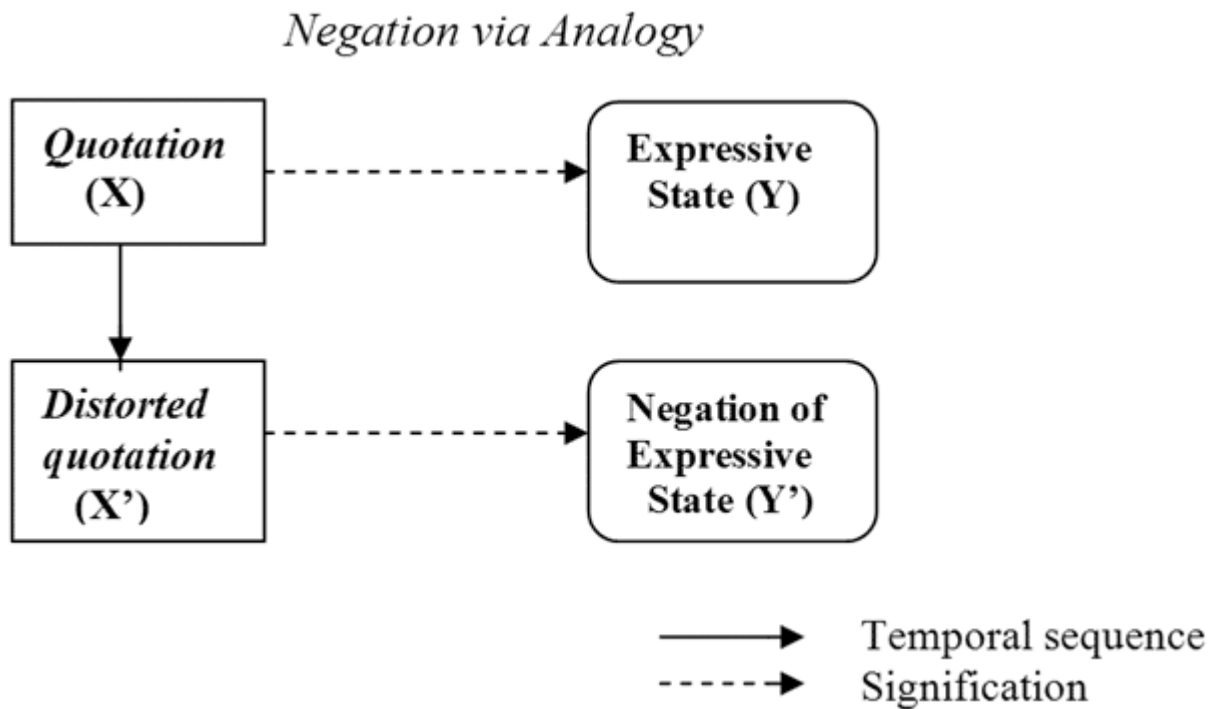 Negation via Analogy
Quotation
(X)
Expressive
State (Y)
Distorted
quotation
(X’)
Negation of
Expressive
State (Y’)
Temporal sequence
Signification